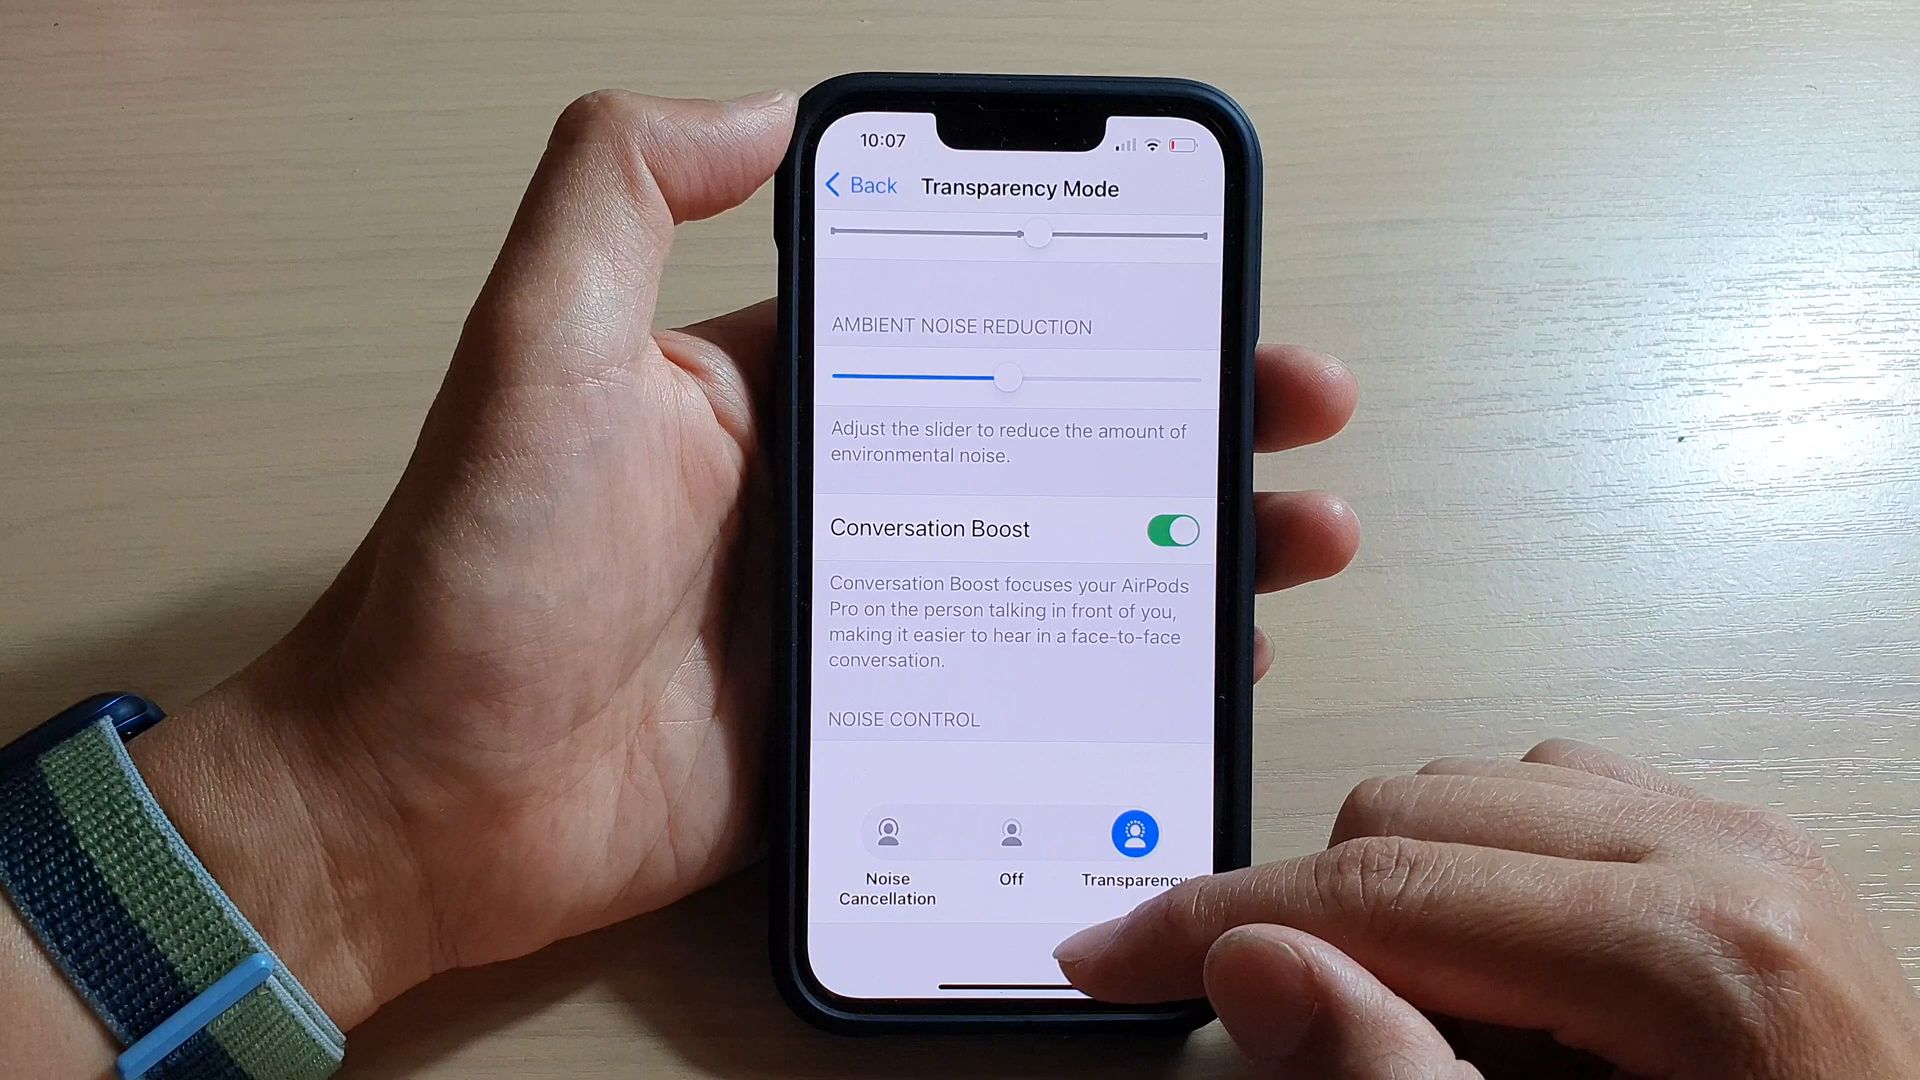 10:07
Back Transparency Mode
AMBIENT NOISE REDUCTION
Adjust the slider to reduce the amount of
environmental noise.
Conversation Boost
Conversation Boost focuses your AirPods
Pro on the person talking in front of you,
making it easier to hear in a face-to-face
conversation.
NOISE CONTROL
Noise Off Transparency
Cancellation